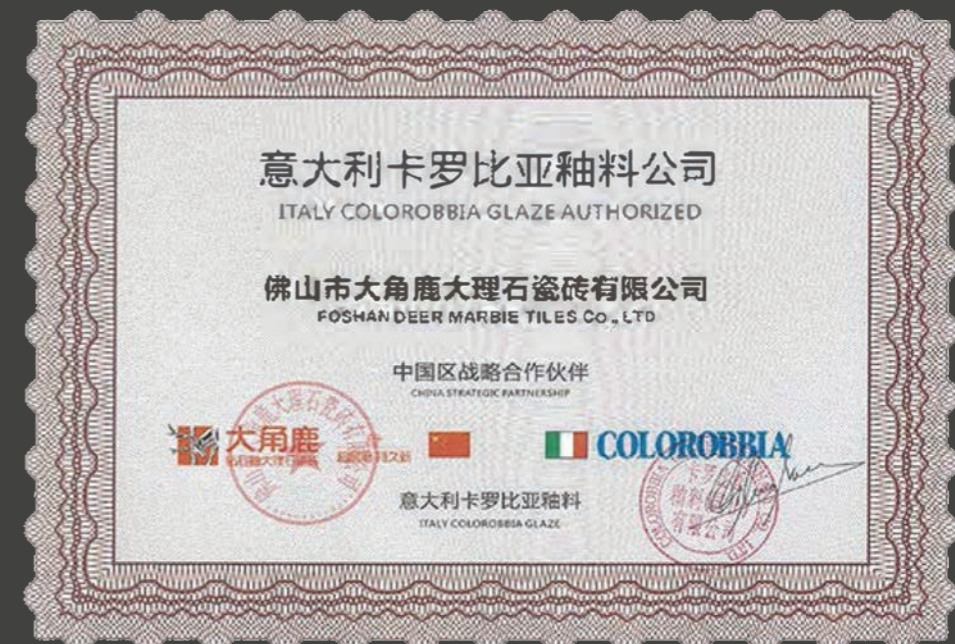 意大利卡罗比亚釉料公司
ITALY COLOROBBIA GLAZE AUTHORIZED
佛山市大角鹿大理石瓷砖有限公司
FOSHAN DEER MARBIE TILES Co., LTD
中国区战略合作伙伴
CHINA STRATEGIC PARTNERSHIP
大角鹿
COLOROBBIA
意大利卡罗比亚釉料
ITALY COLOROBBIA GLAZE